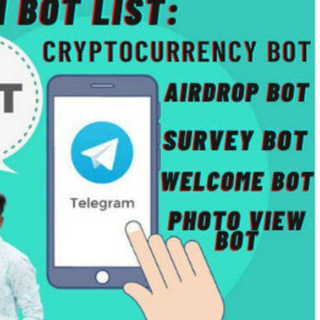 BOT LIST:
CRYPTOCURRENCY BOT
T
AIRDROP BOT
SURVEY BOT
Telegram
WELCOME BOT
PHOTO VIEW
BOT